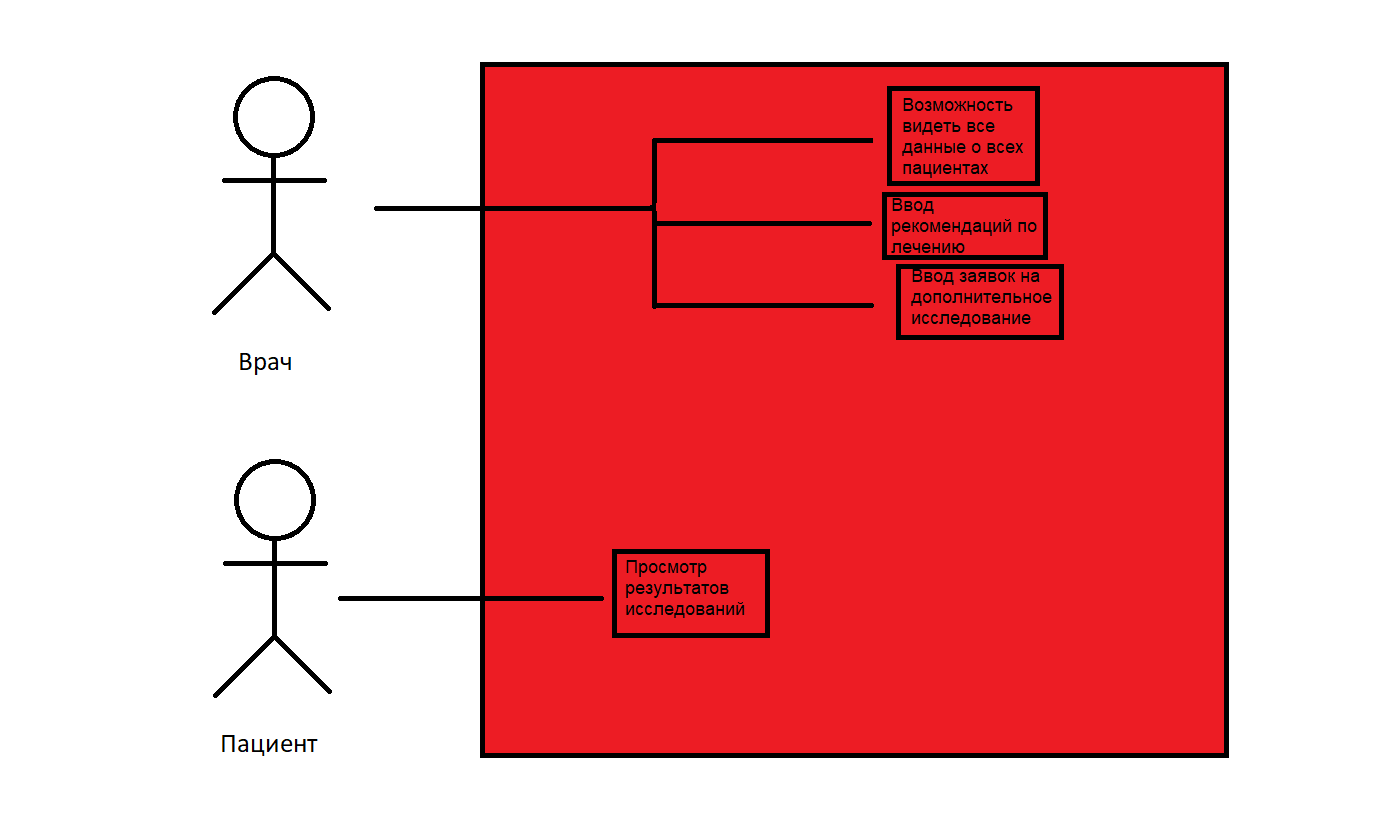 Возможность
видеть все
данные о всех
пациентах
Ввод
рекомендаций по
лечению
Ввод заявок на
дополнительное
исследование
Врач
Просмотр
результатов
исследований
Пациент